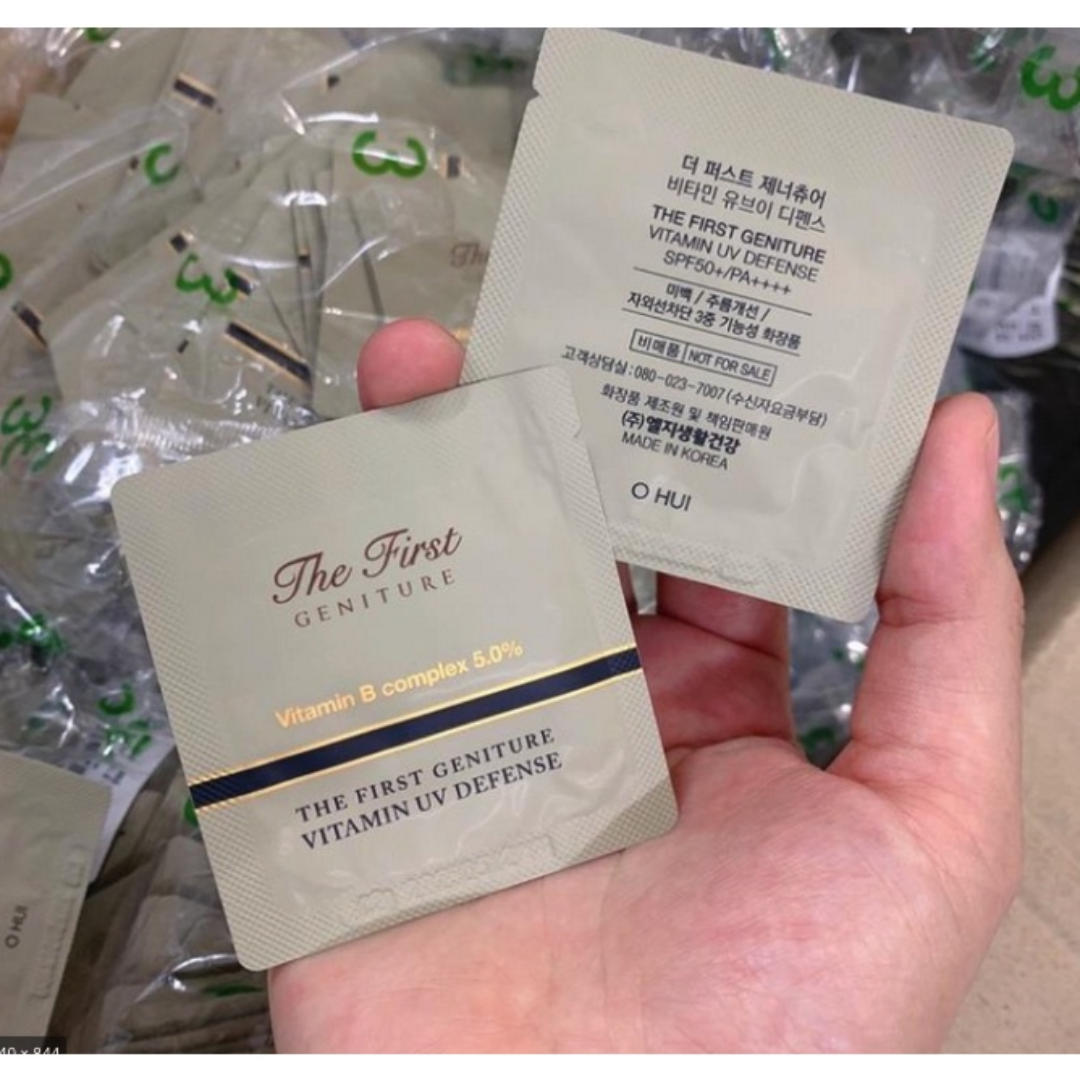 더 퍼스트 제너츄어
비타민 유브이 디펜스
THE FIRST GENITURE
VITAMIN UV DEFENSE
SPF50+/PA++++
미백 / 주름개선 /
자외선차단 3중 기능성 화장품
비매품 NOT FOR SALE
고객상담실:080-023-7007(수신자요금부담)
화장품 제조원 및 책임판매원
(주)엘지생활건강
MADE IN KOREA
O HUI
The First
GENITURE
Vitamin B complex 5.0%
THE FIRST GENITURE
VITAMIN UV DEFENSE
The
O HUI